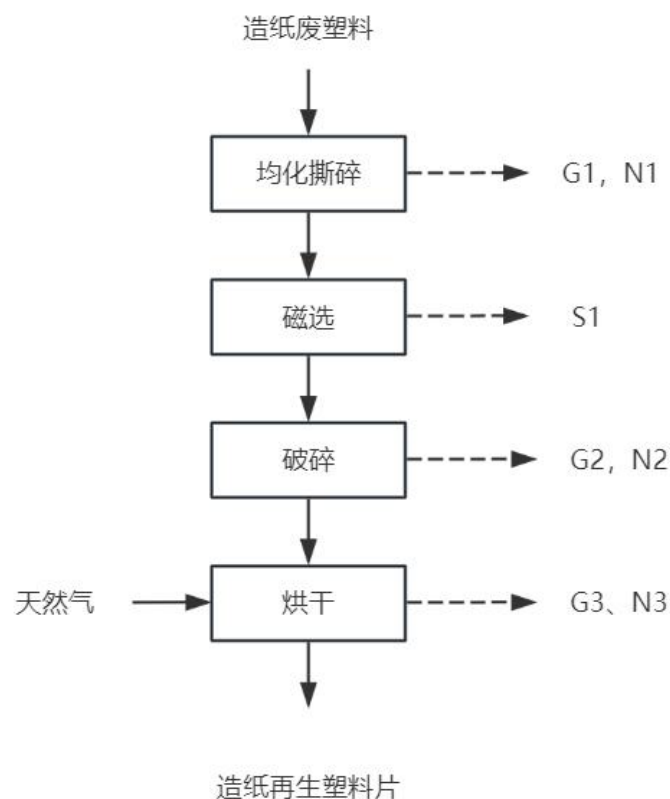 造纸废塑料
均化撕碎
G1，N1
磁选
S1
破碎
G2，N2
天然气
烘干
G3、N3
造纸再生塑料片